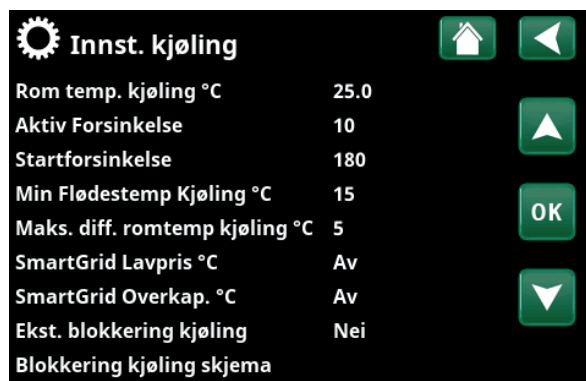 Innst. kjøling
Rom temp. kjøling °C 25.0
Aktiv Forsinkelse 10
Startforsinkelse 180
Min Flødestemp Kjøling °C 15
Maks. diff. romtemp kjøling °C 5
OK
SmartGrid Lavpris °C Av
SmartGrid Overkap. °C Av
Ekst. blokkering kjøling Nei
Blokkering kjøling skjema